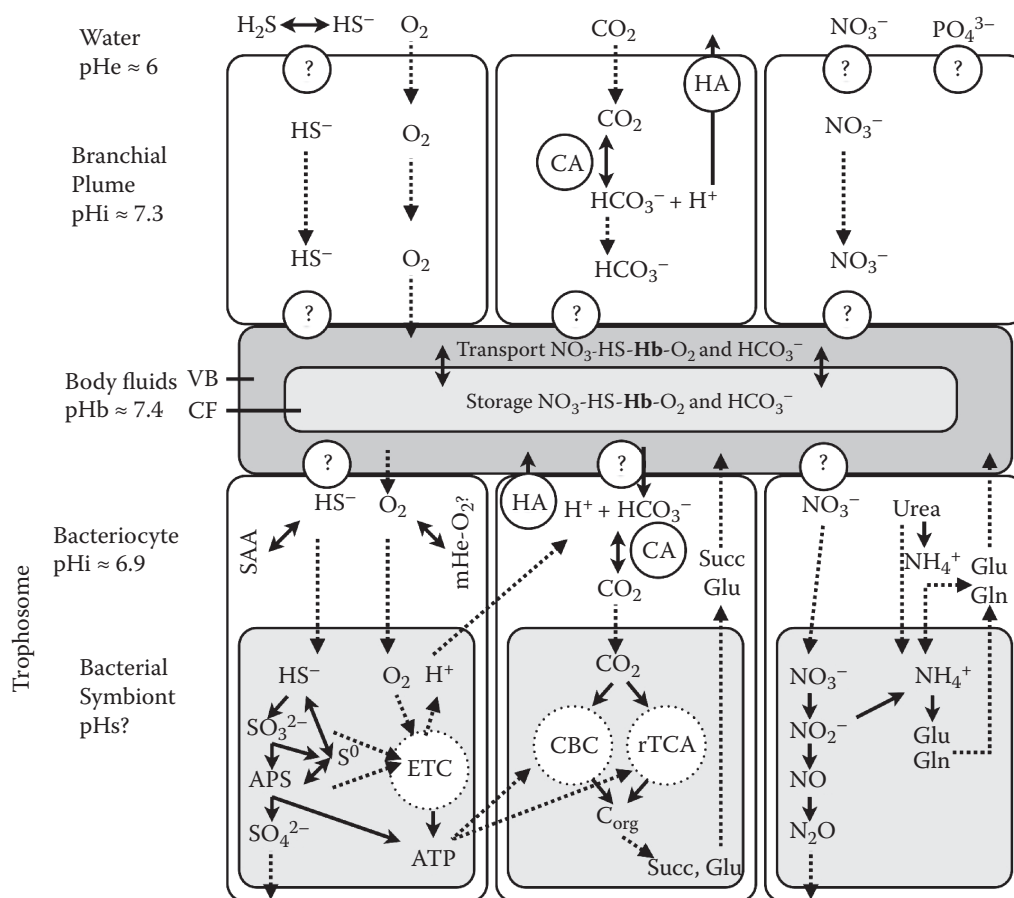 Water
pHe ≈ 6
H₂S HS⁻ O₂ CO₂ NO₃⁻ PO₄³⁻
? HA ? ?
Branchial
Plume
pHi ≈ 7.3
HS⁻ O₂ CO₂ NO₃⁻
CA
HCO₃⁻ + H⁺
HS⁻ O₂ HCO₃⁻ NO₃⁻
? ? ?
Body fluids
pHb ≈ 7.4
VB
CF
Transport NO₃-HS-Hb-O₂ and HCO₃⁻
Storage NO₃-HS-Hb-O₂ and HCO₃⁻
? ? ?
Trophosome
Bacteriocyte
pHi ≈ 6.9
HS⁻ O₂ HA H⁺ + HCO₃⁻ NO₃⁻ Urea
SAA mHe-O₂? CA NH₄⁺
CO₂
Succ
Glu
Glu
Gln
Bacterial
Symbiont
pHs?
HS⁻ O₂ H⁺ CO₂ NO₃⁻ NH₄⁺
SO₃²⁻ S⁰ ETC CBC rTCA NO₂⁻ Glu
Gln
APS NO
SO₄²⁻ ATP C_org N₂O
Succ, Glu